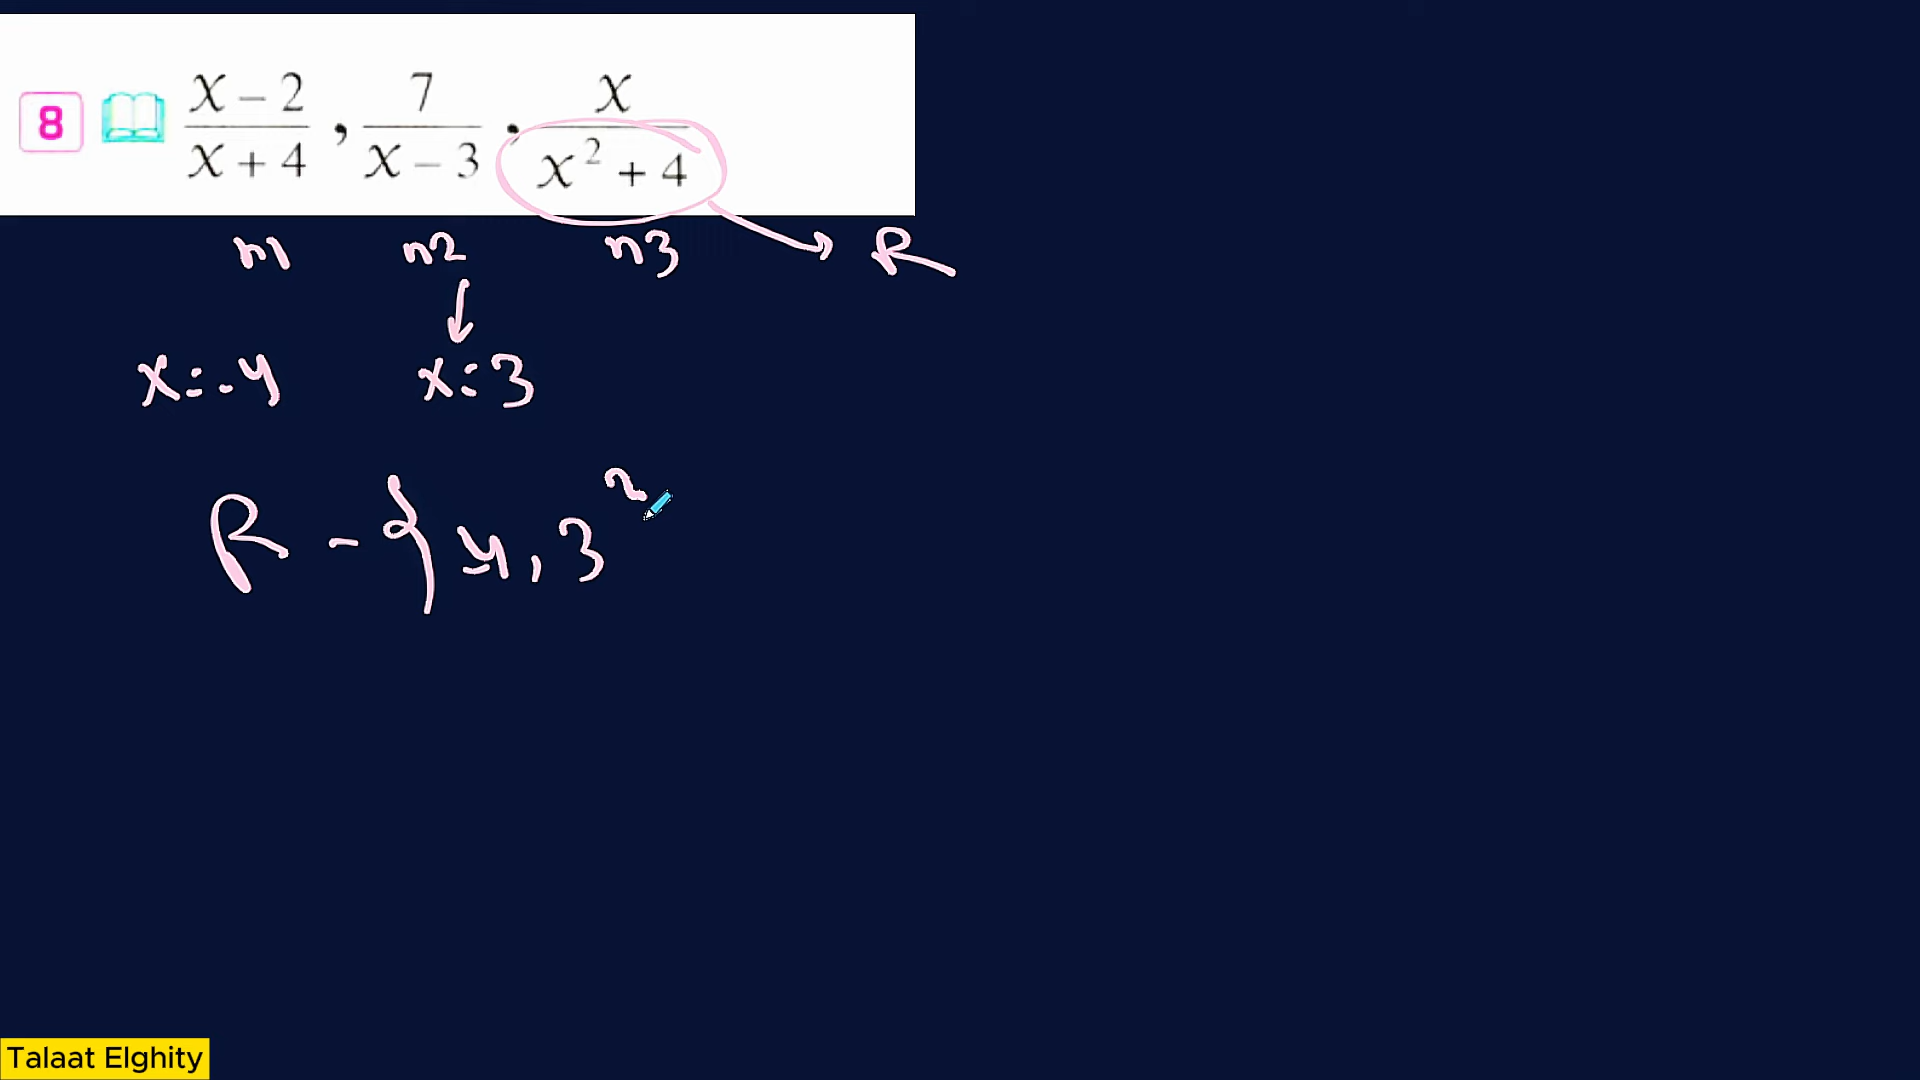 8 x - 2 / x + 4 , 7 / x - 3 , x / x² + 4
n1 n2 n3 → R
x = -4 x = 3
R - { -4 , 3
Talaat Elghity